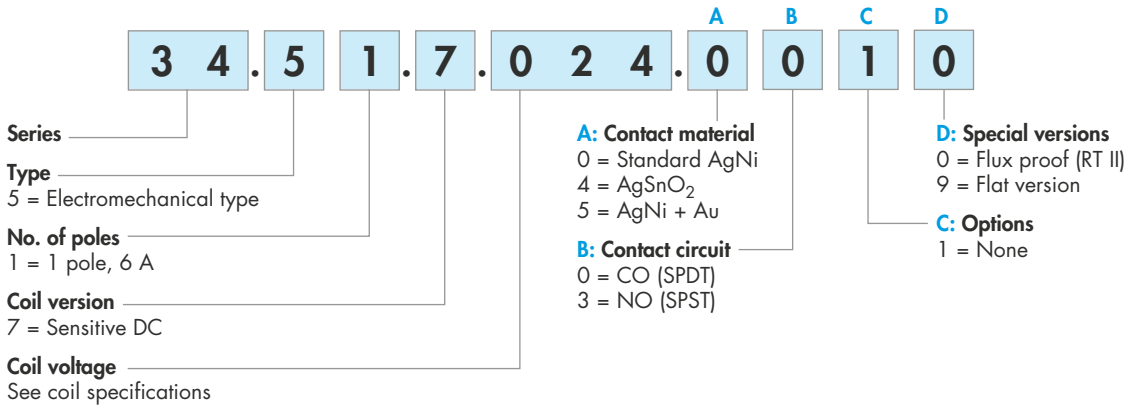 A B C D
3 4 . 5 1 . 7 . 0 2 4 . 0 0 1 0
Series
Type
5 = Electromechanical type
No. of poles
1 = 1 pole, 6 A
Coil version
7 = Sensitive DC
Coil voltage
See coil specifications
A: Contact material
0 = Standard AgNi
4 = AgSnO₂
5 = AgNi + Au
B: Contact circuit
0 = CO (SPDT)
3 = NO (SPST)
D: Special versions
0 = Flux proof (RT II)
9 = Flat version
C: Options
1 = None